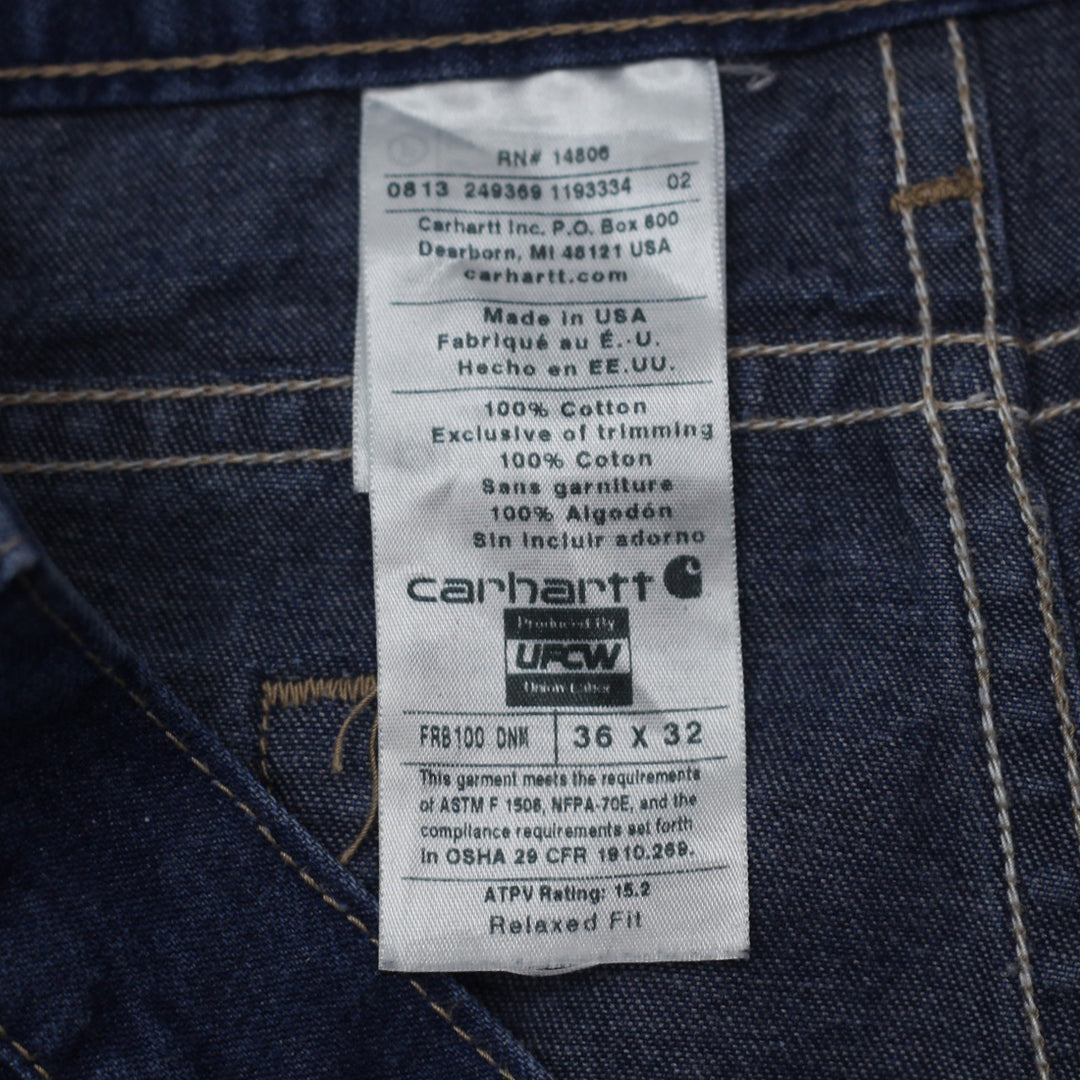 RN# 14806
0813 249369 1193334 02
Carhartt Inc. P.O. Box 600
Dearborn, MI 48121 USA
carhartt.com
Made in USA
Fabriqué au É.-U.
Hecho en EE.UU.
100% Cotton
Exclusive of trimming
100% Coton
Sans garniture
100% Algodón
Sin incluir adorno
carhartt
Produced By
UFCW
Union Labor
FRB100 DNM 36 X 32
This garment meets the requirements
of ASTM F 1506, NFPA-70E, and the
compliance requirements set forth
in OSHA 29 CFR 1910.269.
ATPV Rating: 15.2
Relaxed Fit